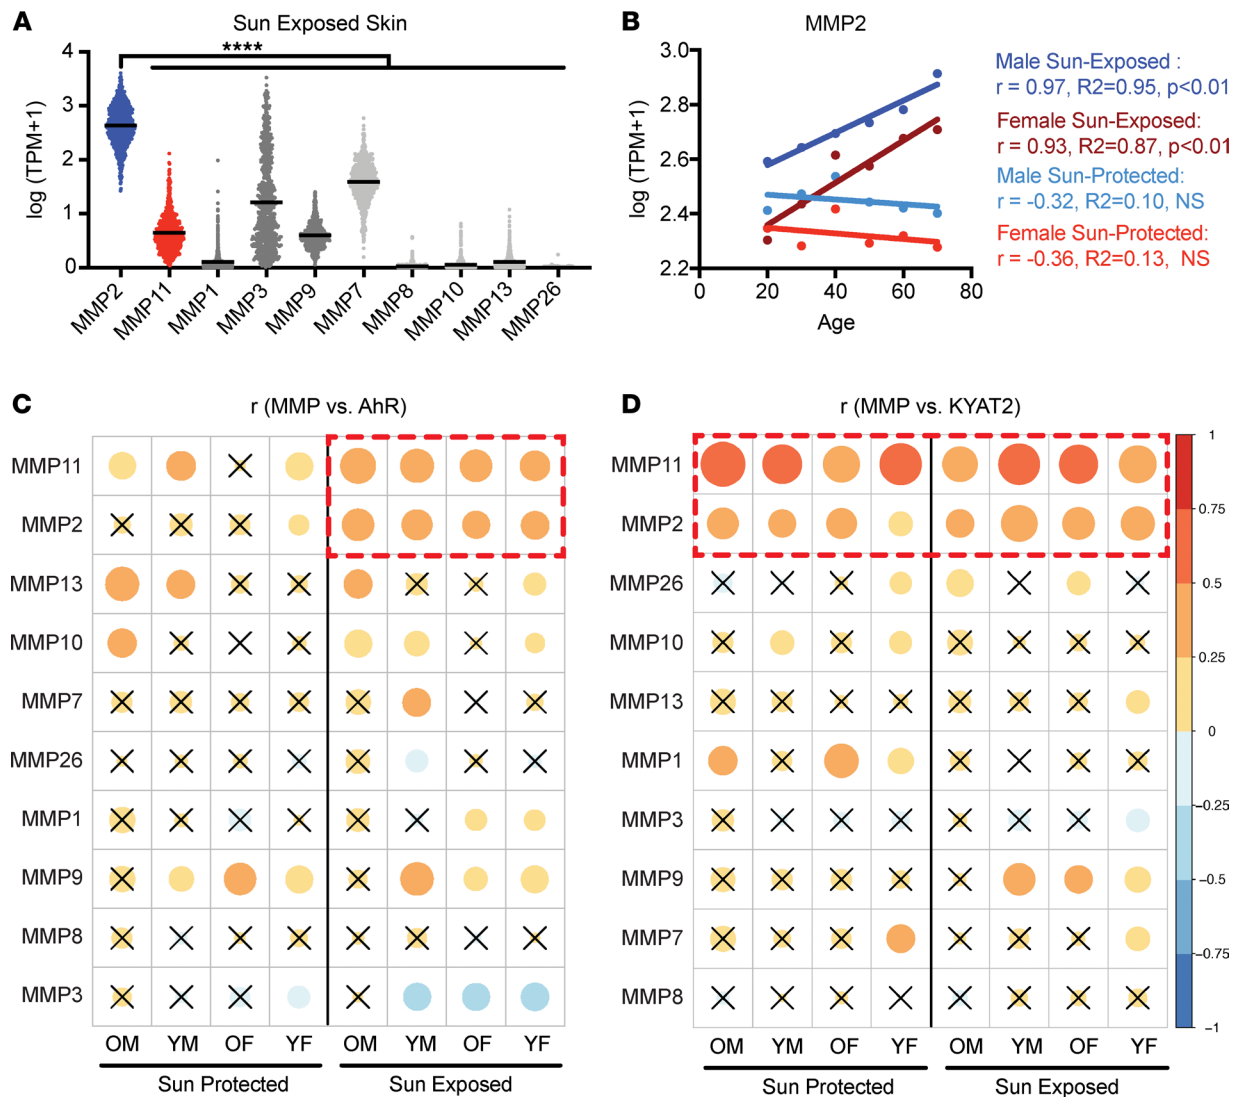 A
Sun Exposed Skin
****
log (TPM+1)
4
3
2
1
0
MMP2
MMP11
MMP1
MMP3
MMP9
MMP7
MMP8
MMP10
MMP13
MMP26
B
MMP2
log (TPM+1)
3.0
2.8
2.6
2.4
2.2
0
20
40
60
80
Age
Male Sun-Exposed :
r = 0.97, R2=0.95, p<0.01
Female Sun-Exposed:
r = 0.93, R2=0.87, p<0.01
Male Sun-Protected:
r = -0.32, R2=0.10, NS
Female Sun-Protected:
r = -0.36, R2=0.13, NS
C
r (MMP vs. AhR)
MMP11
MMP2
MMP13
MMP10
MMP7
MMP26
MMP1
MMP9
MMP8
MMP3
OM YM OF YF OM YM OF YF
Sun Protected
Sun Exposed
D
r (MMP vs. KYAT2)
MMP11
MMP2
MMP26
MMP10
MMP13
MMP1
MMP3
MMP9
MMP7
MMP8
OM YM OF YF OM YM OF YF
Sun Protected
Sun Exposed
1
0.75
0.5
0.25
0
-0.25
-0.5
-0.75
-1